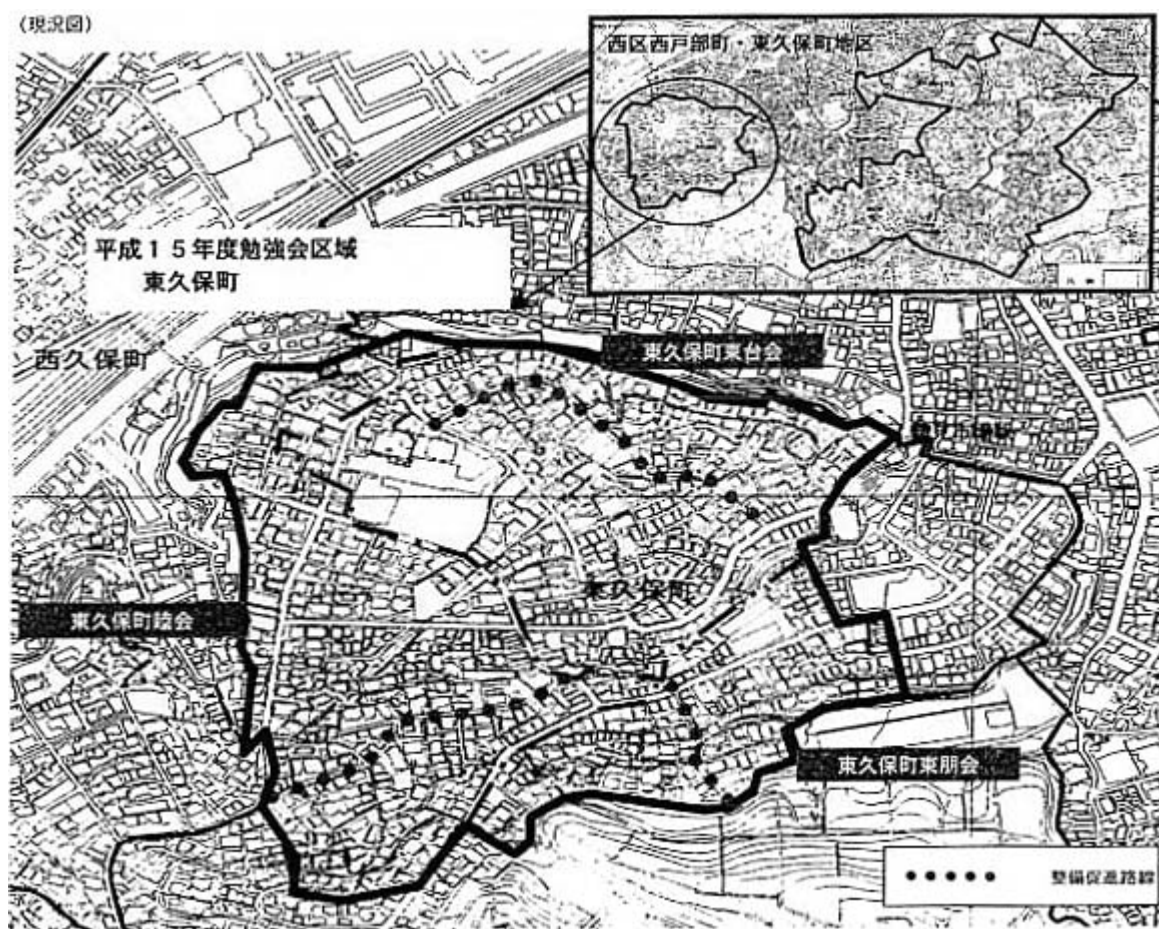 (現況図)
西区西戸部町・東久保町地区
平成15年度勉強会区域
東久保町
西久保町
東久保町東台会
東久保町
東久保町睦会
東久保町東朋会
整備促進路線